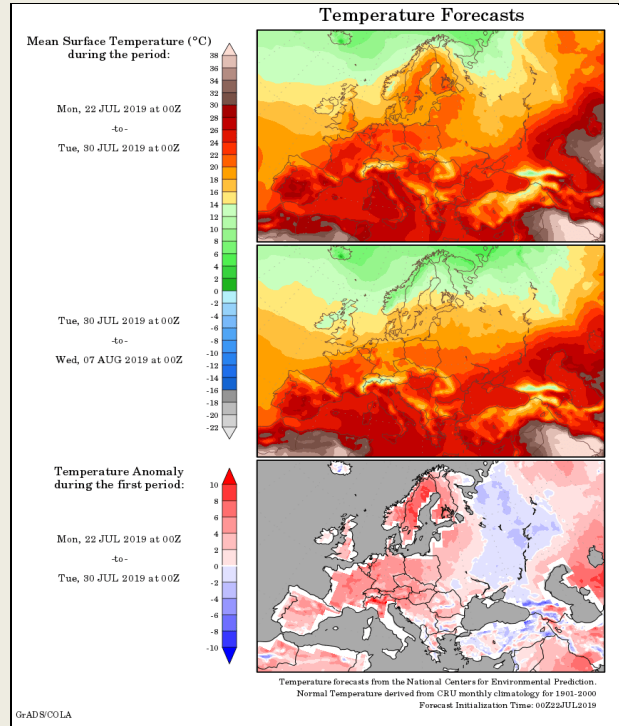 Temperature Forecasts
Mean Surface Temperature (°C)
during the period:
Mon, 22 JUL 2019 at 00Z
-to-
Tue, 30 JUL 2019 at 00Z
38
36
34
32
30
28
26
24
22
20
18
16
14
12
10
8
6
4
2
0
-2
-4
-6
-8
-10
-12
-14
-16
-18
-20
-22
Tue, 30 JUL 2019 at 00Z
-to-
Wed, 07 AUG 2019 at 00Z
Temperature Anomaly
during the first period:
Mon, 22 JUL 2019 at 00Z
-to-
Tue, 30 JUL 2019 at 00Z
10
8
6
4
2
0
-2
-4
-6
-8
-10
Temperature forecasts from the National Centers for Environmental Prediction.
Normal Temperature derived from CRU monthly climatology for 1901-2000
Forecast Initialization Time: 00Z22JUL2019
GrADS/COLA